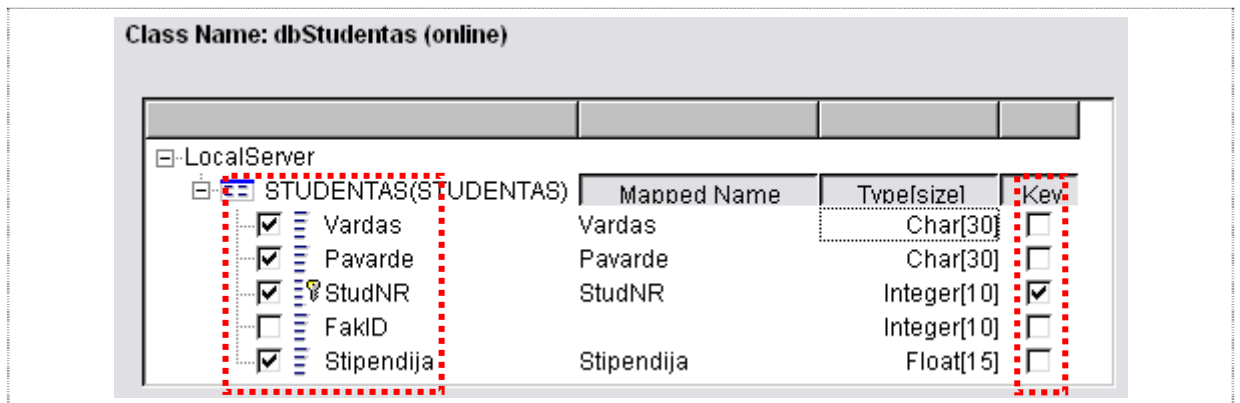 Class Name: dbStudentas (online)
LocalServer
STUDENTAS(STUDENTAS) Mapped Name Type[size] Key
Vardas Vardas Char[30]
Pavarde Pavarde Char[30]
StudNR StudNR Integer[10]
FakID Integer[10]
Stipendija Stipendija Float[15]